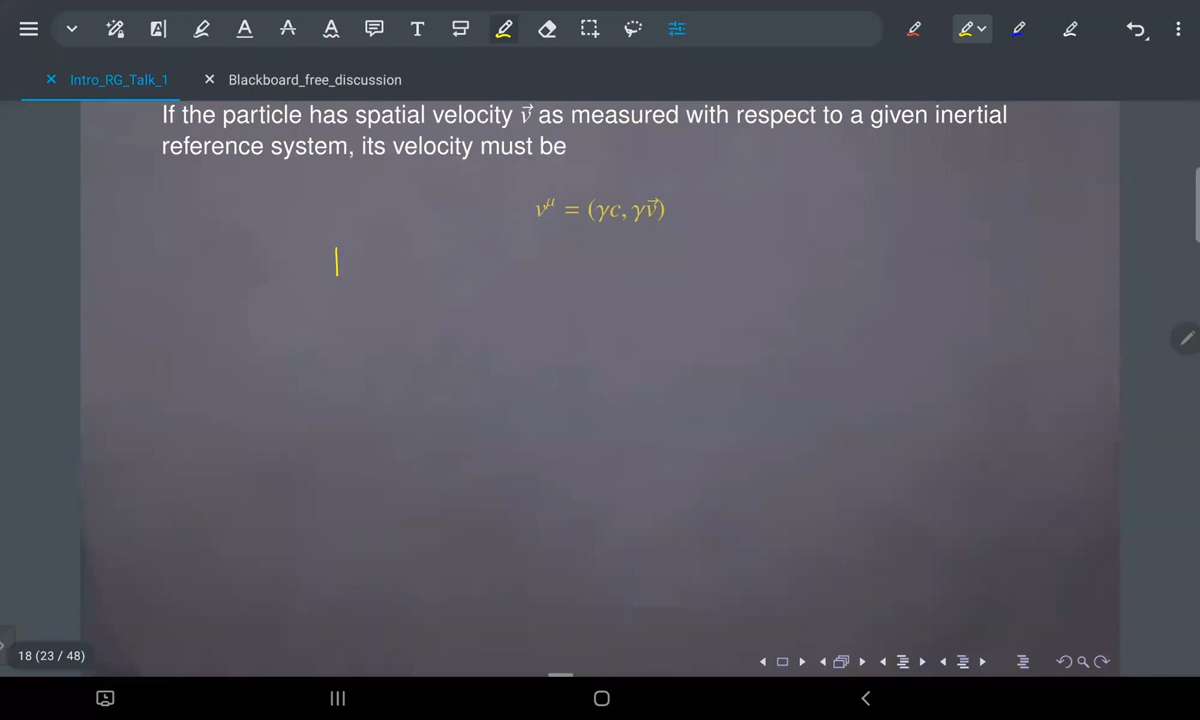 Intro_RG_Talk_1
Blackboard_free_discussion
If the particle has spatial velocity v⃗ as measured with respect to a given inertial
reference system, its velocity must be
v^μ = (γc, γv⃗)
18 (23 / 48)